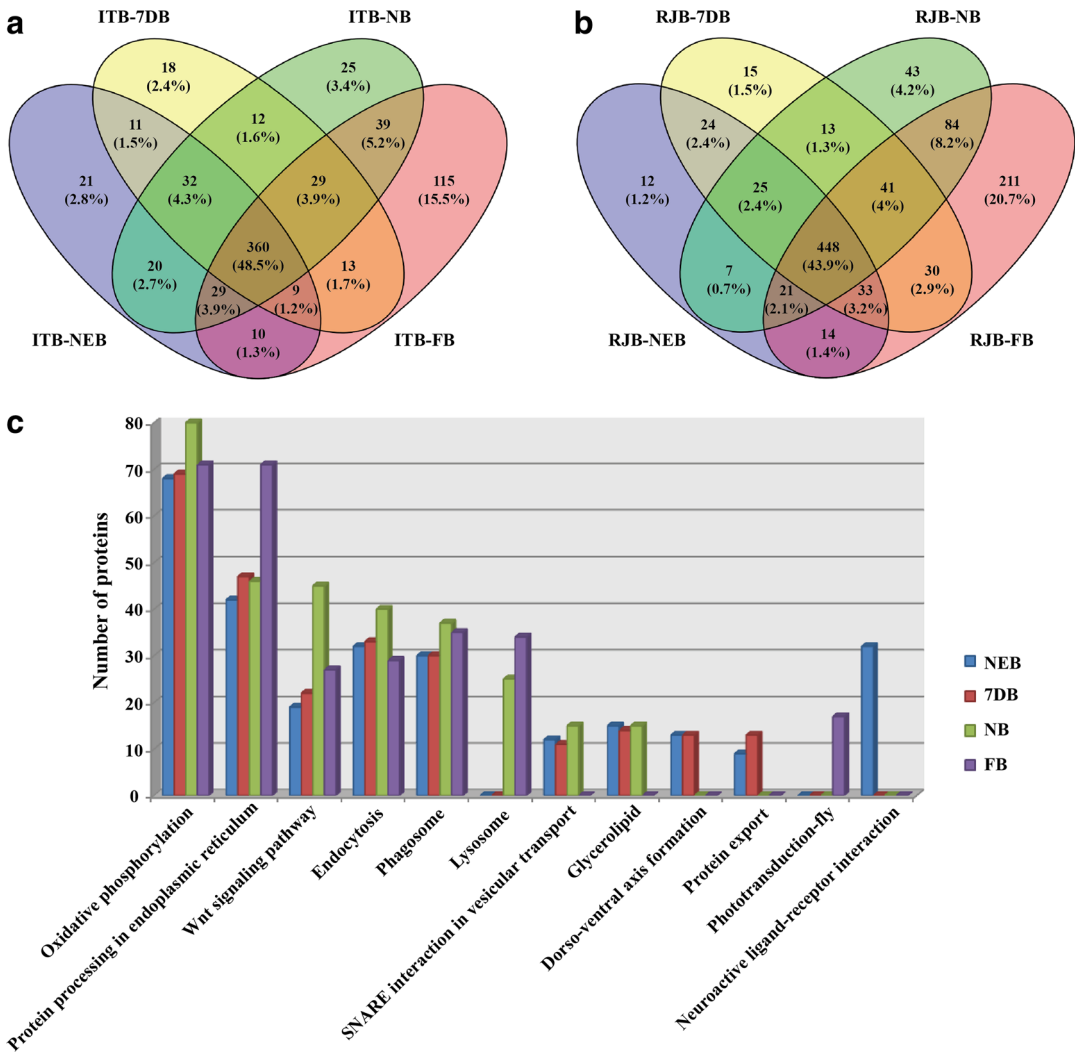 a
ITB-7DB
ITB-NB
18
(2.4%)
25
(3.4%)
11
(1.5%)
12
(1.6%)
39
(5.2%)
21
(2.8%)
32
(4.3%)
29
(3.9%)
115
(15.5%)
360
(48.5%)
20
(2.7%)
13
(1.7%)
29
(3.9%)
9
(1.2%)
10
(1.3%)
ITB-NEB
ITB-FB
b
RJB-7DB
RJB-NB
15
(1.5%)
43
(4.2%)
24
(2.4%)
13
(1.3%)
84
(8.2%)
12
(1.2%)
25
(2.4%)
41
(4%)
211
(20.7%)
448
(43.9%)
7
(0.7%)
30
(2.9%)
21
(2.1%)
33
(3.2%)
14
(1.4%)
RJB-NEB
RJB-FB
c
Number of proteins
80
70
60
50
40
30
20
10
0
Oxidative phosphorylation
Protein processing in endoplasmic reticulum
Wnt signaling pathway
Endocytosis
Phagosome
Lysosome
SNARE interaction in vesicular transport
Glycerolipid
Dorso-ventral axis formation
Protein export
Phototransduction-fly
Neuroactive ligand-receptor interaction
NEB
7DB
NB
FB